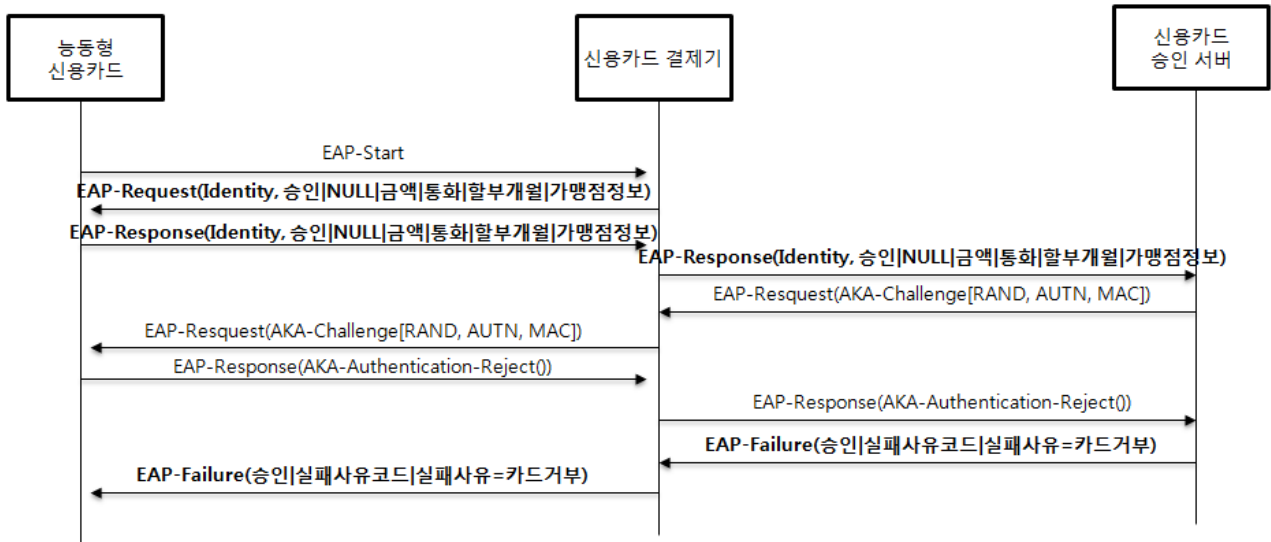 능동형
신용카드
신용카드 결제기
신용카드
승인 서버
EAP-Start
EAP-Request(Identity, 승인|NULL|금액|통화|할부개월|가맹점정보)
EAP-Response(Identity, 승인|NULL|금액|통화|할부개월|가맹점정보)
EAP-Response(Identity, 승인|NULL|금액|통화|할부개월|가맹점정보)
EAP-Resquest(AKA-Challenge[RAND, AUTN, MAC])
EAP-Resquest(AKA-Challenge[RAND, AUTN, MAC])
EAP-Response(AKA-Authentication-Reject())
EAP-Response(AKA-Authentication-Reject())
EAP-Failure(승인|실패사유코드|실패사유=카드거부)
EAP-Failure(승인|실패사유코드|실패사유=카드거부)